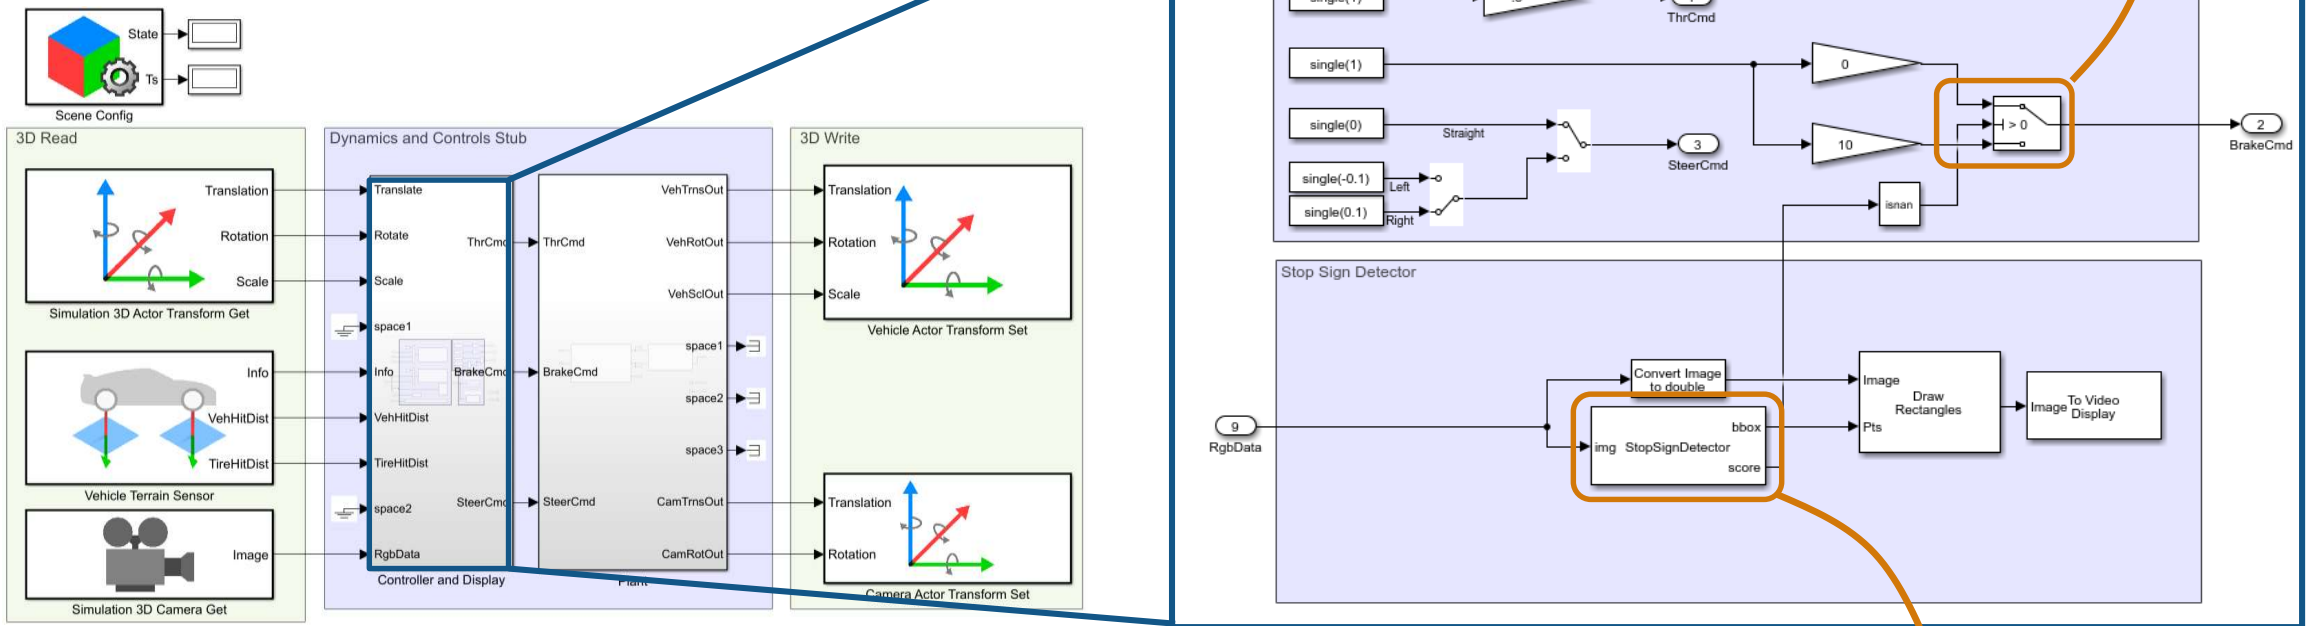 State
Ts
Scene Config
3D Read
Translation
Rotation
Scale
Simulation 3D Actor Transform Get
Info
VehHitDist
TireHitDist
Vehicle Terrain Sensor
Image
Simulation 3D Camera Get
Dynamics and Controls Stub
Translate
Rotate
Scale
space1
Info
VehHitDist
TireHitDist
space2
RgbData
ThrCmd
BrakeCmd
SteerCmd
Controller and Display
ThrCmd
BrakeCmd
SteerCmd
VehTrnsOut
VehRotOut
VehSclOut
space1
space2
space3
CamTrnsOut
CamRotOut
Plant
3D Write
Translation
Rotation
Scale
Vehicle Actor Transform Set
Translation
Rotation
Camera Actor Transform Set
ThrCmd
single(1)
0
10
> 0
2
BrakeCmd
single(0)
Straight
single(-0.1)
Left
single(0.1)
Right
3
SteerCmd
isnan
Stop Sign Detector
9
RgbData
Convert Image
to double
img
StopSignDetector
bbox
score
Image
Pts
Draw
Rectangles
Image
To Video
Display